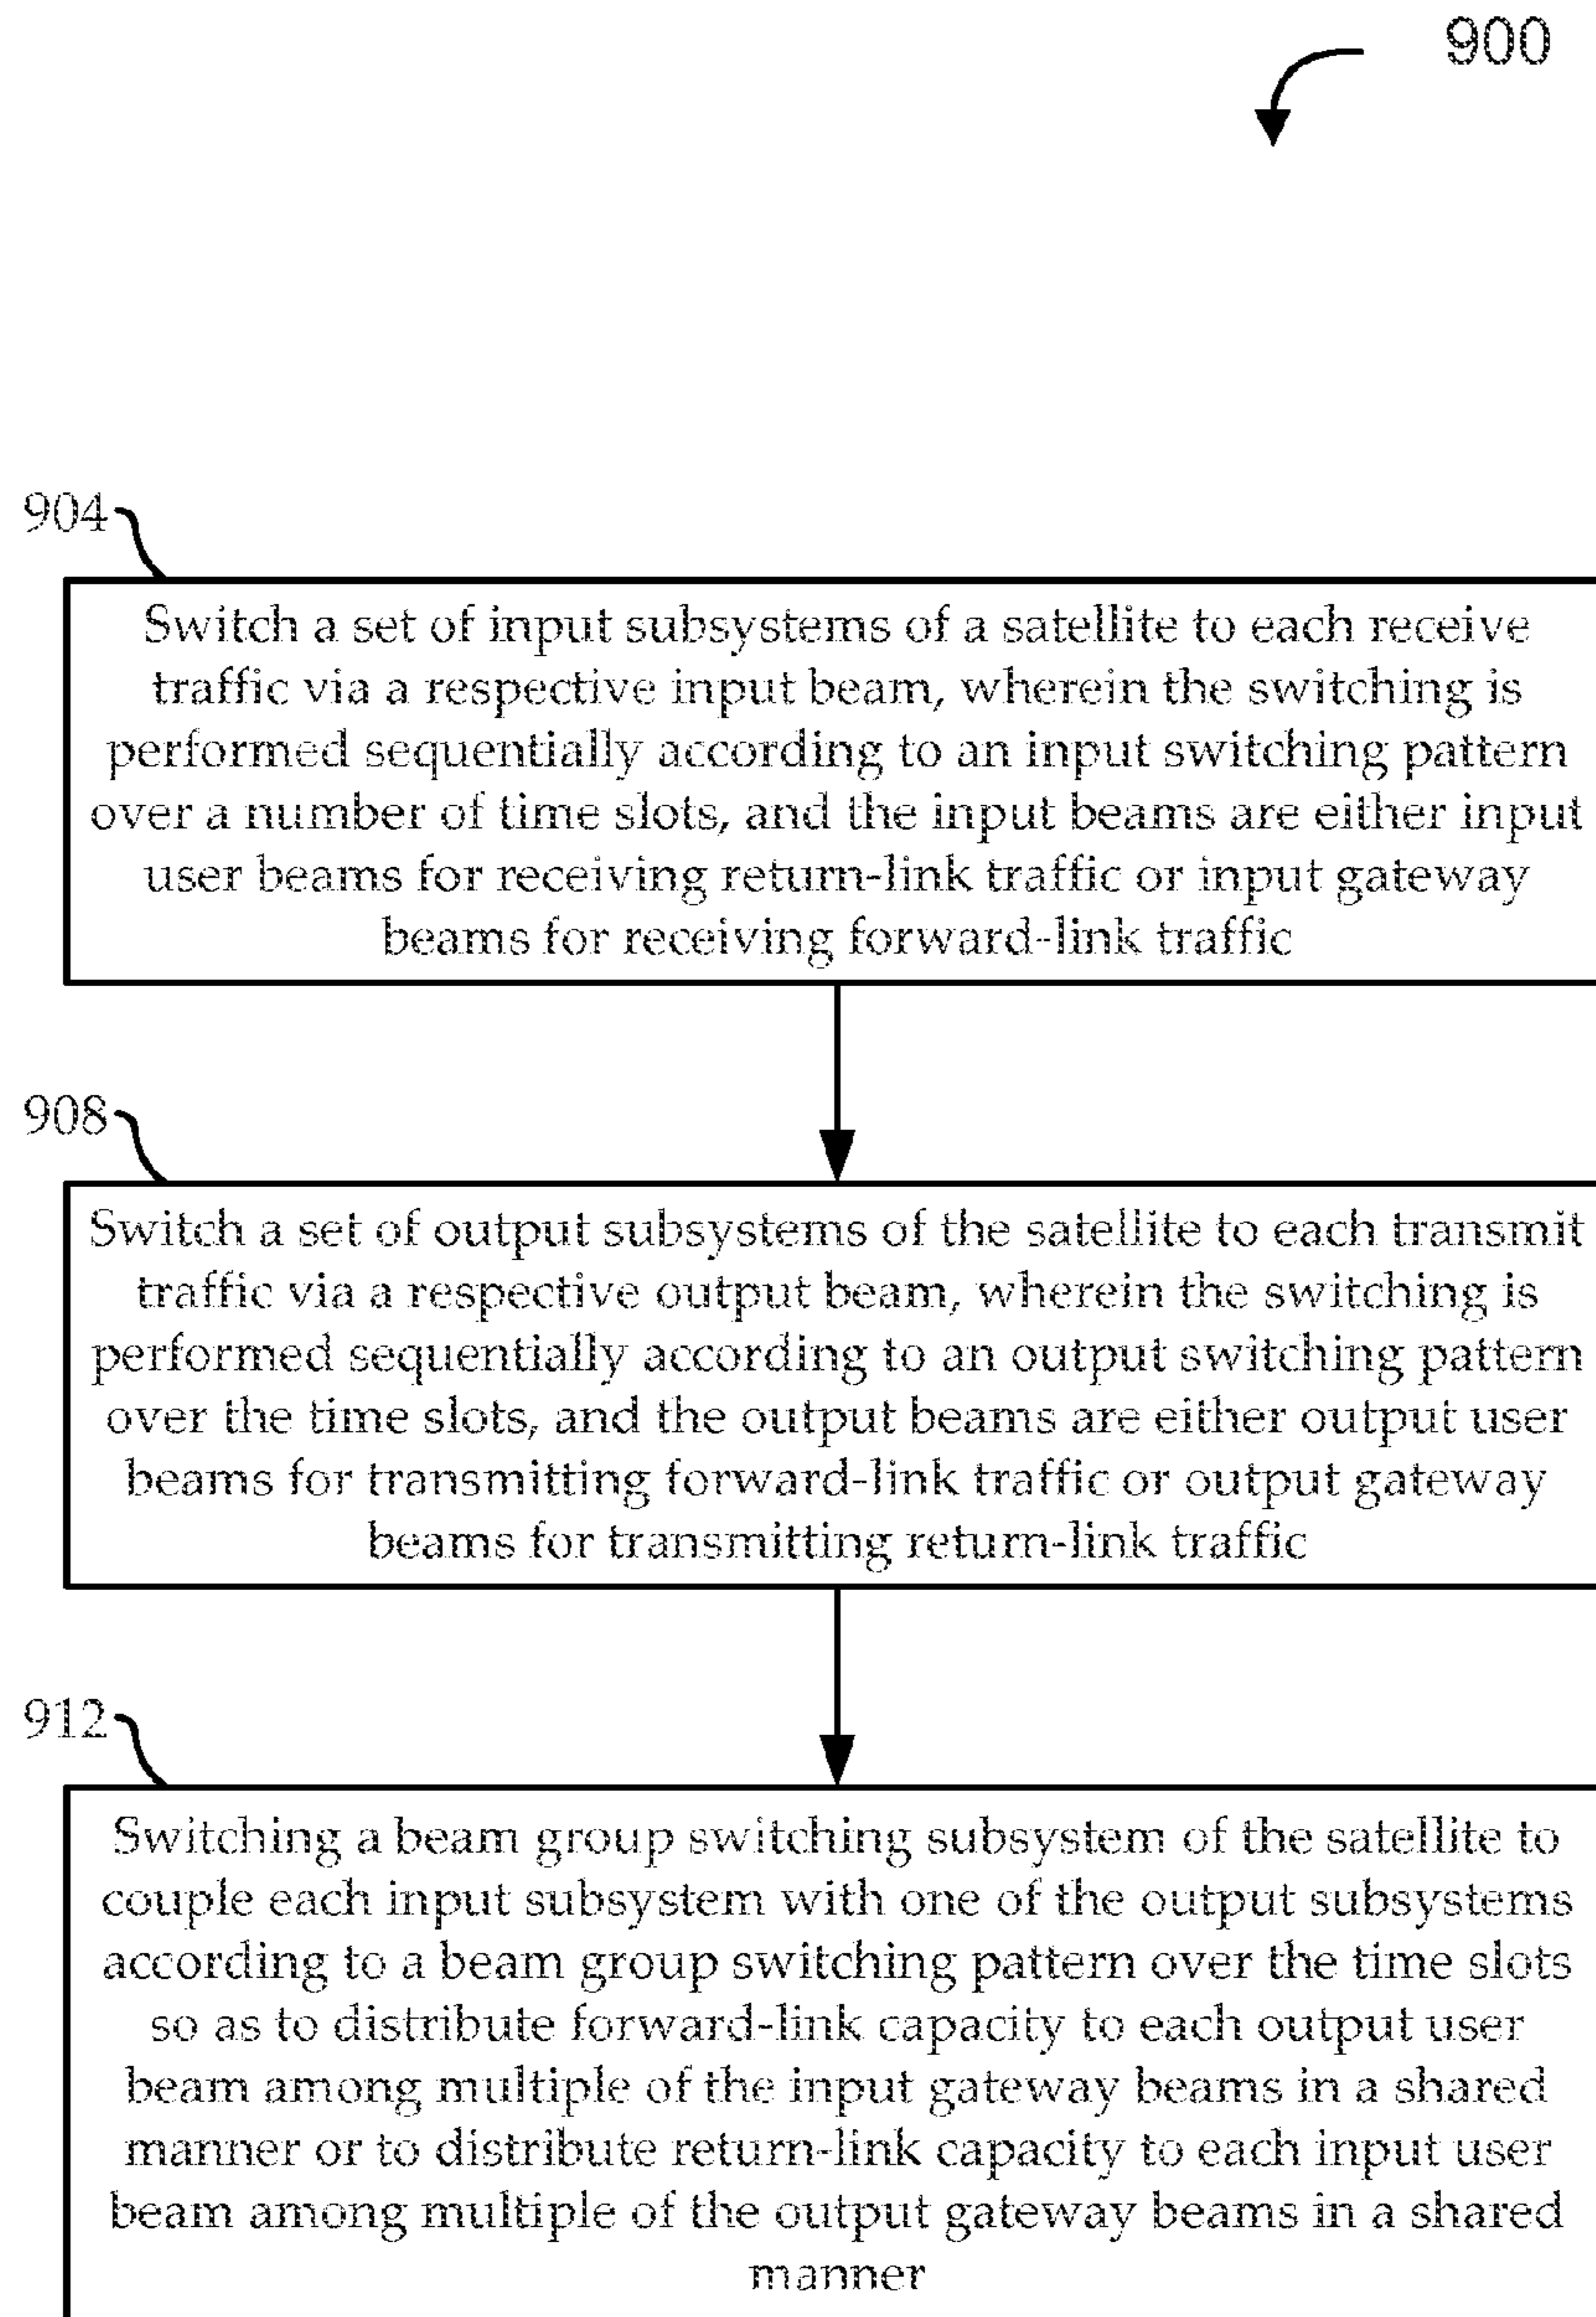 900
904
Switch a set of input subsystems of a satellite to each receive
traffic via a respective input beam, wherein the switching is
performed sequentially according to an input switching pattern
over a number of time slots, and the input beams are either input
user beams for receiving return-link traffic or input gateway
beams for receiving forward-link traffic
908
Switch a set of output subsystems of the satellite to each transmit
traffic via a respective output beam, wherein the switching is
performed sequentially according to an output switching pattern
over the time slots, and the output beams are either output user
beams for transmitting forward-link traffic or output gateway
beams for transmitting return-link traffic
912
Switching a beam group switching subsystem of the satellite to
couple each input subsystem with one of the output subsystems
according to a beam group switching pattern over the time slots
so as to distribute forward-link capacity to each output user
beam among multiple of the input gateway beams in a shared
manner or to distribute return-link capacity to each input user
beam among multiple of the output gateway beams in a shared
manner